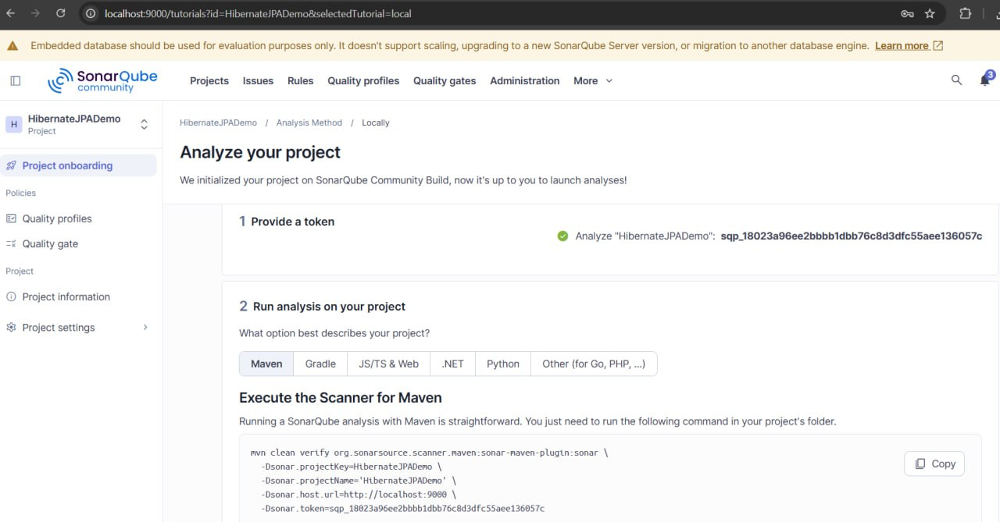 localhost:9000/tutorials?id=HibernateJPADemo&selectedTutorial=local
Embedded database should be used for evaluation purposes only. It doesn't support scaling, upgrading to a new SonarQube Server version, or migration to another database engine. Learn more
SonarQube community
Projects Issues Rules Quality profiles Quality gates Administration More
3
H
HibernateJPADemo
Project
Project onboarding
Policies
Quality profiles
Quality gate
Project
Project information
Project settings
HibernateJPADemo / Analysis Method / Locally
Analyze your project
We initialized your project on SonarQube Community Build, now it's up to you to launch analyses!
1 Provide a token
Analyze "HibernateJPADemo": sqp_18023a96ee2bbbb1dbb76c8d3dfc55aee136057c
2 Run analysis on your project
What option best describes your project?
Maven Gradle JS/TS & Web .NET Python Other (for Go, PHP, ...)
Execute the Scanner for Maven
Running a SonarQube analysis with Maven is straightforward. You just need to run the following command in your project's folder.
mvn clean verify org.sonarsource.scanner.maven:sonar-maven-plugin:sonar \
-Dsonar.projectKey=HibernateJPADemo \
-Dsonar.projectName='HibernateJPADemo' \
-Dsonar.host.url=http://localhost:9000 \
-Dsonar.token=sqp_18023a96ee2bbbb1dbb76c8d3dfc55aee136057c
Copy